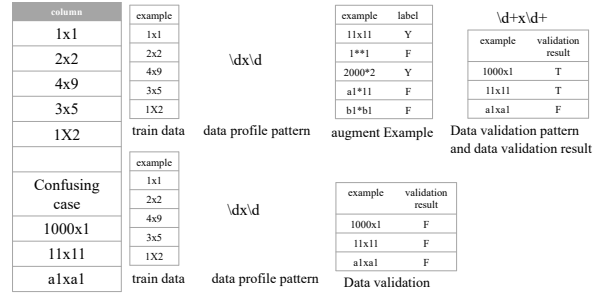 column
1x1
2x2
4x9
3x5
1X2
Confusing
case
1000x1
11x11
a1xa1
example
1x1
2x2
4x9
3x5
1X2
train data
\dx\d
data profile pattern
example label
11x11 Y
1**1 F
2000*2 Y
a1*11 F
b1*b1 F
augment Example
\d+x\d+
example validation
result
1000x1 T
11x11 T
a1xa1 F
Data validation pattern
and data validation result
example
1x1
2x2
4x9
3x5
1X2
train data
\dx\d
data profile pattern
example validation
result
1000x1 F
11x11 F
a1xa1 F
Data validation